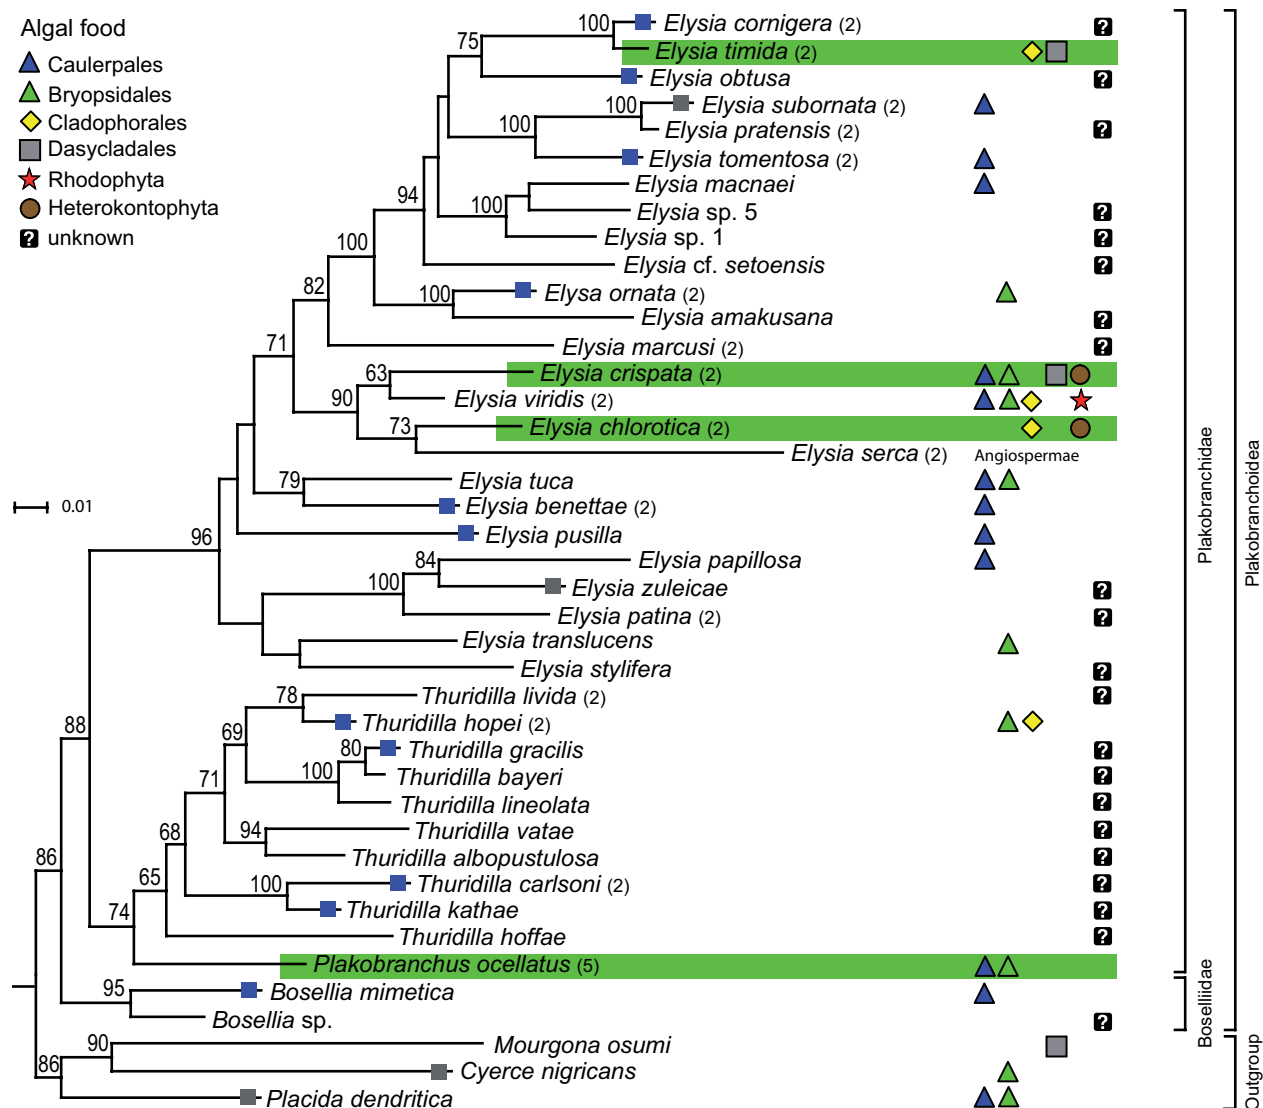 Algal food
Caulerpales
Bryopsidales
Cladophorales
Dasycladales
Rhodophyta
Heterokontophyta
? unknown
0.01
100 Elysia cornigera (2) ?
75 Elysia timida (2)
Elysia obtusa ?
100 Elysia subornata (2)
100 Elysia pratensis (2) ?
Elysia tomentosa (2)
Elysia macnaei
94 100 Elysia sp. 5 ?
Elysia sp. 1 ?
100 Elysia cf. setoensis ?
82 100 Elysa ornata (2)
Elysia amakusana ?
71 Elysia marcusi (2) ?
63 Elysia crispata (2)
90 Elysia viridis (2)
73 Elysia chlorotica (2)
Elysia serca (2) Angiospermae
79 Elysia tuca
Elysia benettae (2)
96 Elysia pusilla
84 Elysia papillosa
100 Elysia zuleicae ?
Elysia patina (2) ?
Elysia translucens
Elysia stylifera ?
78 Thuridilla livida (2) ?
88 69 Thuridilla hopei (2)
80 Thuridilla gracilis ?
71 100 Thuridilla bayeri ?
Thuridilla lineolata ?
68 94 Thuridilla vatae ?
86 Thuridilla albopustulosa ?
65 100 Thuridilla carlsoni (2) ?
74 Thuridilla kathae ?
Thuridilla hoffae ?
Plakobranchus ocellatus (5)
95 Bosellia mimetica
Bosellia sp. ?
90 Mourgona osumi
86 Cyerce nigricans
Placida dendritica
Plakobranchidae
Boselliidae
Plakobranchoidea
Outgroup